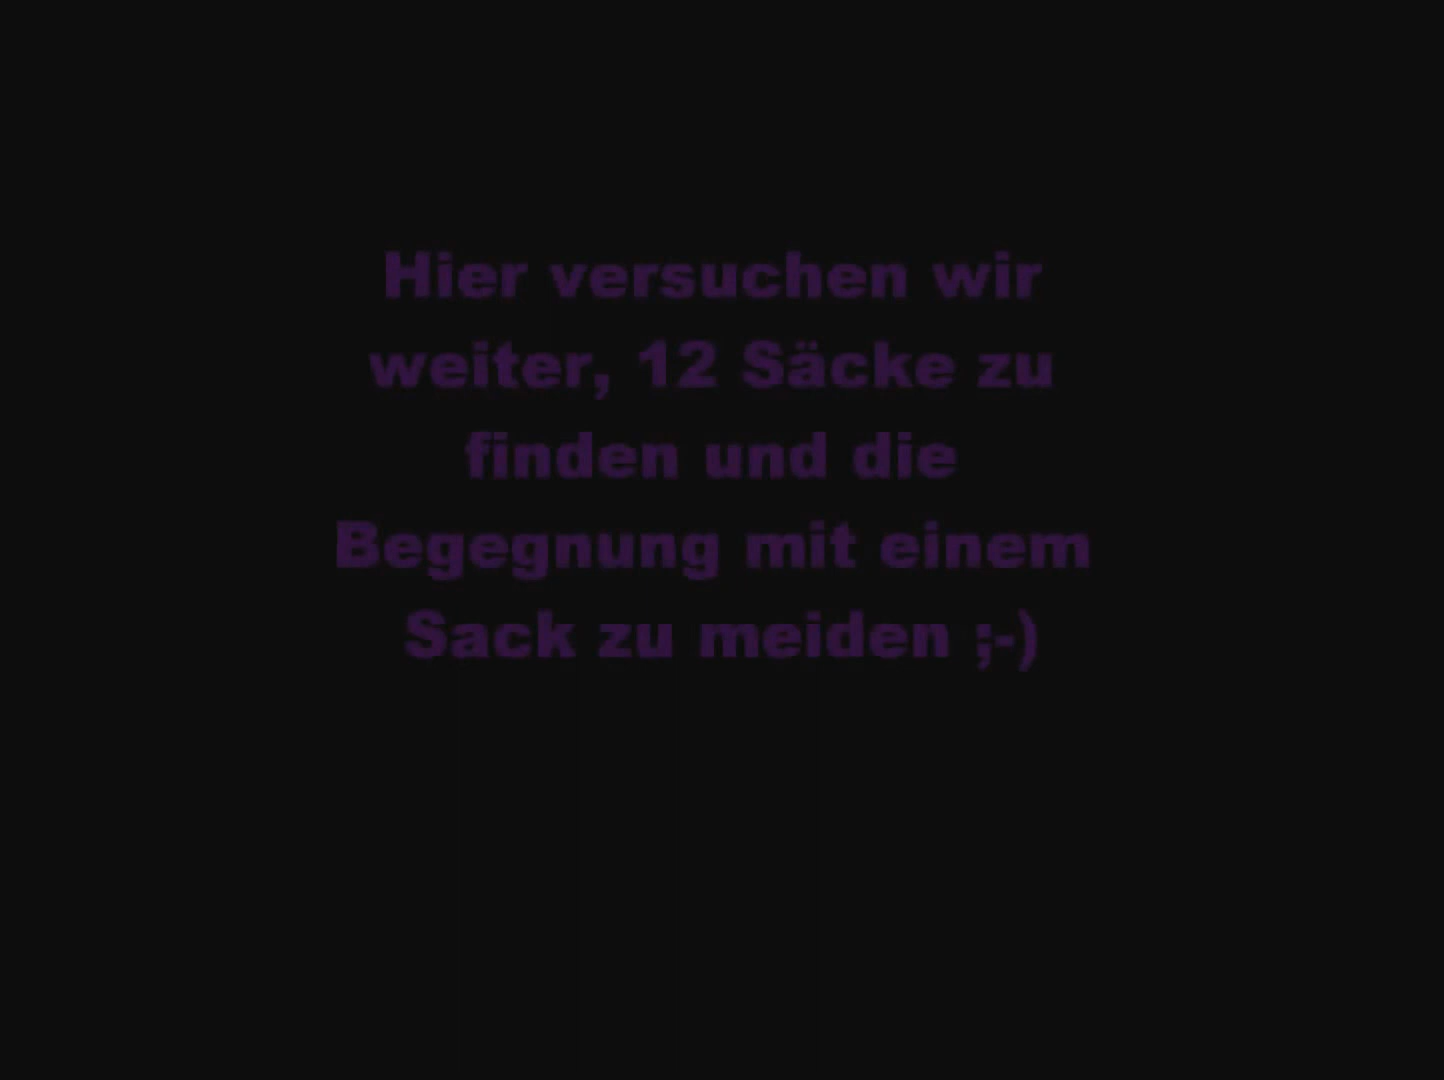 Hier versuchen wir
weiter, 12 Säcke zu
finden und die
Begegnung mit einem
Sack zu meiden ;-)